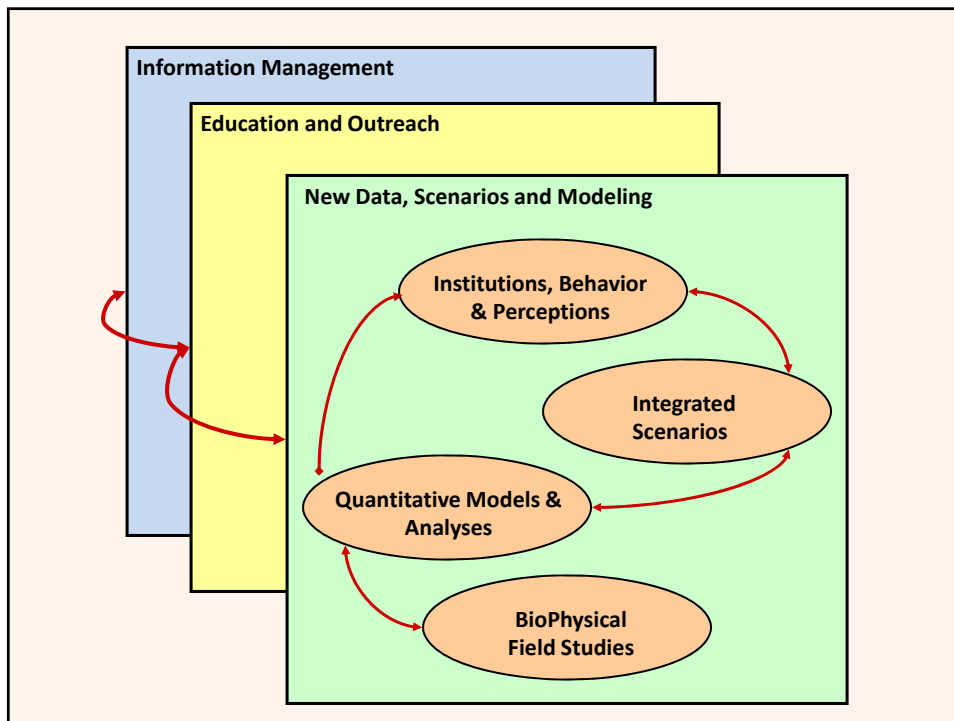 Information Management
Education and Outreach
New Data, Scenarios and Modeling
Institutions, Behavior
& Perceptions
Integrated
Scenarios
Quantitative Models &
Analyses
BioPhysical
Field Studies